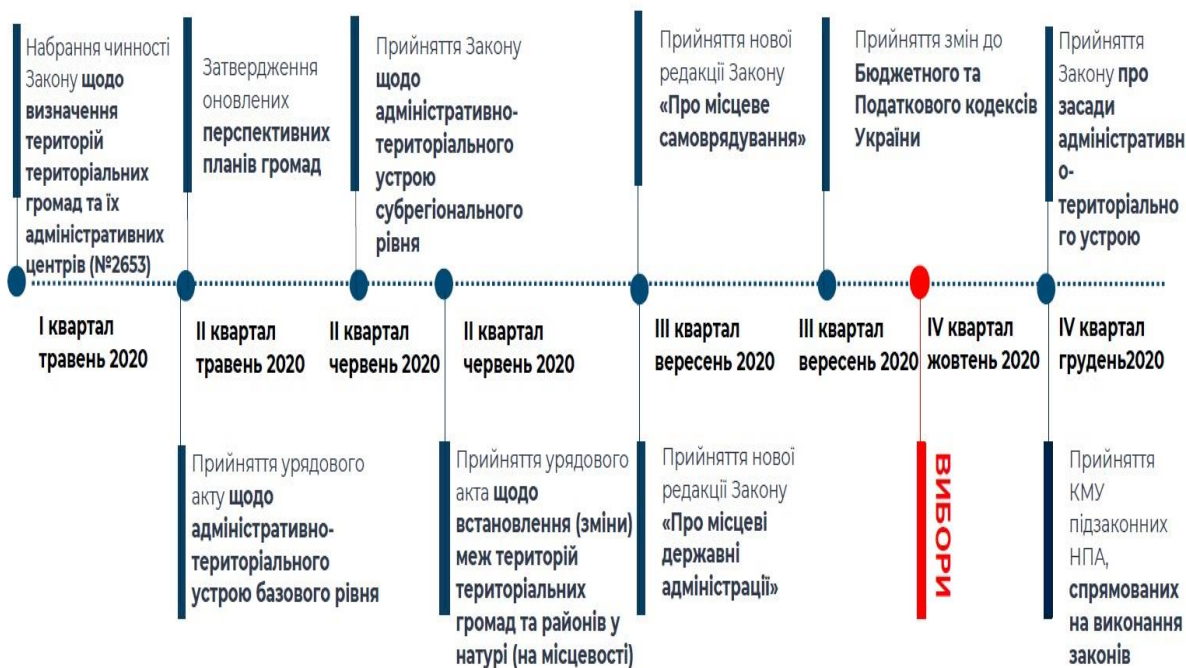 Набрання чинності
Закону щодо
визначення
територій
територіальних
громад та їх
адміністративних
центрів (№2653)
Затвердження
оновлених
перспективних
планів громад
Прийняття Закону
щодо
адміністративно-
територіального
устрою
субрегіонального
рівня
Прийняття нової
редакції Закону
«Про місцеве
самоврядування»
Прийняття змін до
Бюджетного та
Податкового кодексів
України
Прийняття
Закону про
засади
адміністративн
о-
територіально
го устрою
І квартал
травень 2020
ІІ квартал
травень 2020
ІІ квартал
червень 2020
ІІ квартал
червень 2020
ІІІ квартал
вересень 2020
ІІІ квартал
вересень 2020
IV квартал
жовтень 2020
IV квартал
грудень2020
Прийняття урядового
акту щодо
адміністративно-
територіального
устрою базового рівня
Прийняття урядового
акта щодо
встановлення (зміни)
меж територій
територіальних
громад та районів у
натурі (на місцевості)
Прийняття нової
редакції Закону
«Про місцеві
державні
адміністрації»
ВИБОРИ
Прийняття
КМУ
підзаконних
НПА,
спрямованих
на виконання
законів